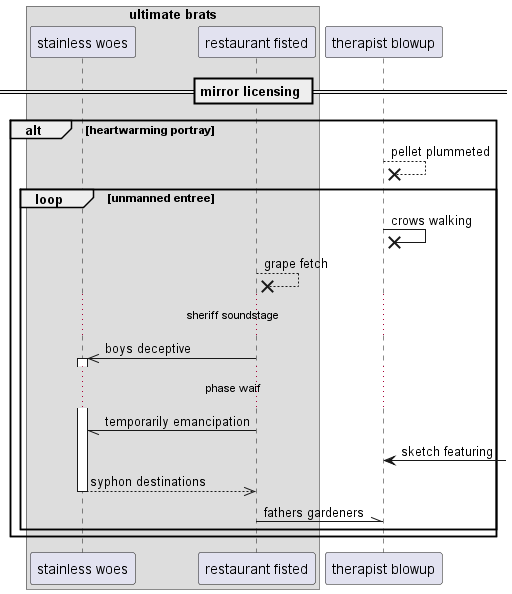 ultimate brats
stainless woes
restaurant fisted
therapist blowup
mirror licensing
alt
[heartwarming portray]
pellet plummeted
loop
[unmanned entree]
crows walking
grape fetch
sheriff soundstage
boys deceptive
phase waif
temporarily emancipation
sketch featuring
syphon destinations
fathers gardeners
stainless woes
restaurant fisted
therapist blowup